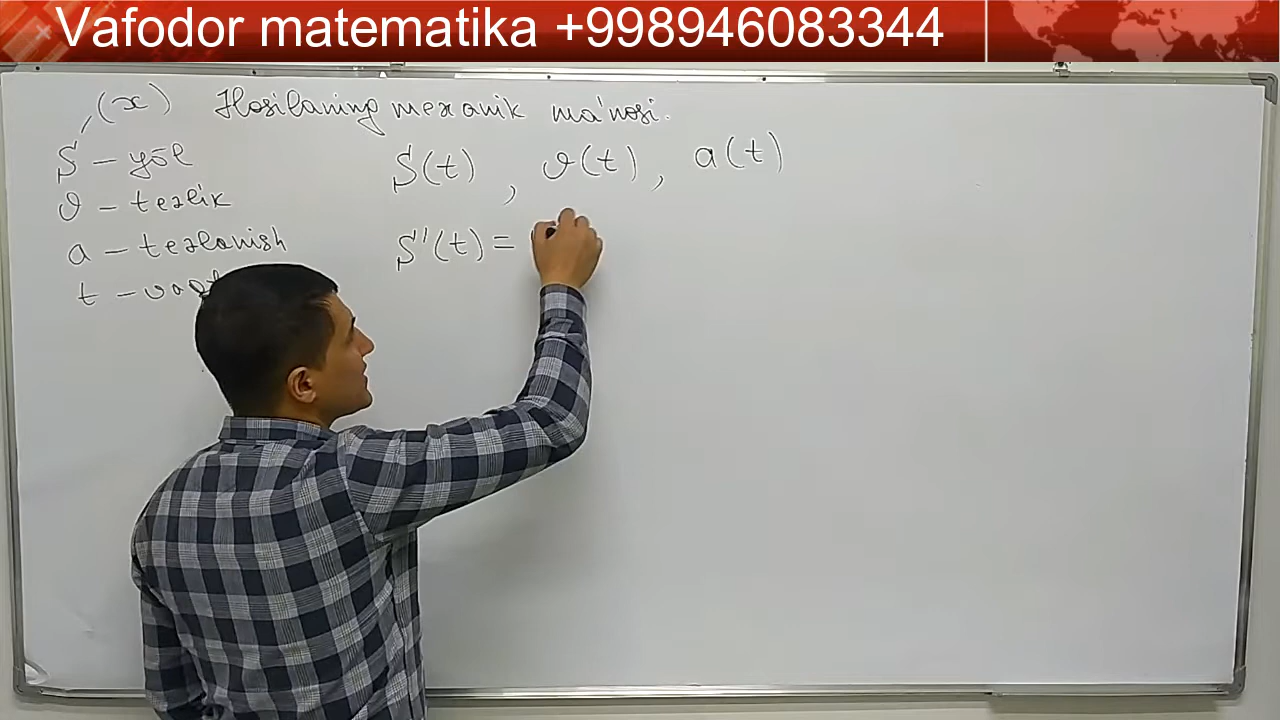 Vafodor matematika +998946083344
(x) Hosilaning mexanik ma'nosi.
S - yo'l
S(t), v(t), a(t)
v - tezlik
a - tezlanish
S'(t) =
t -